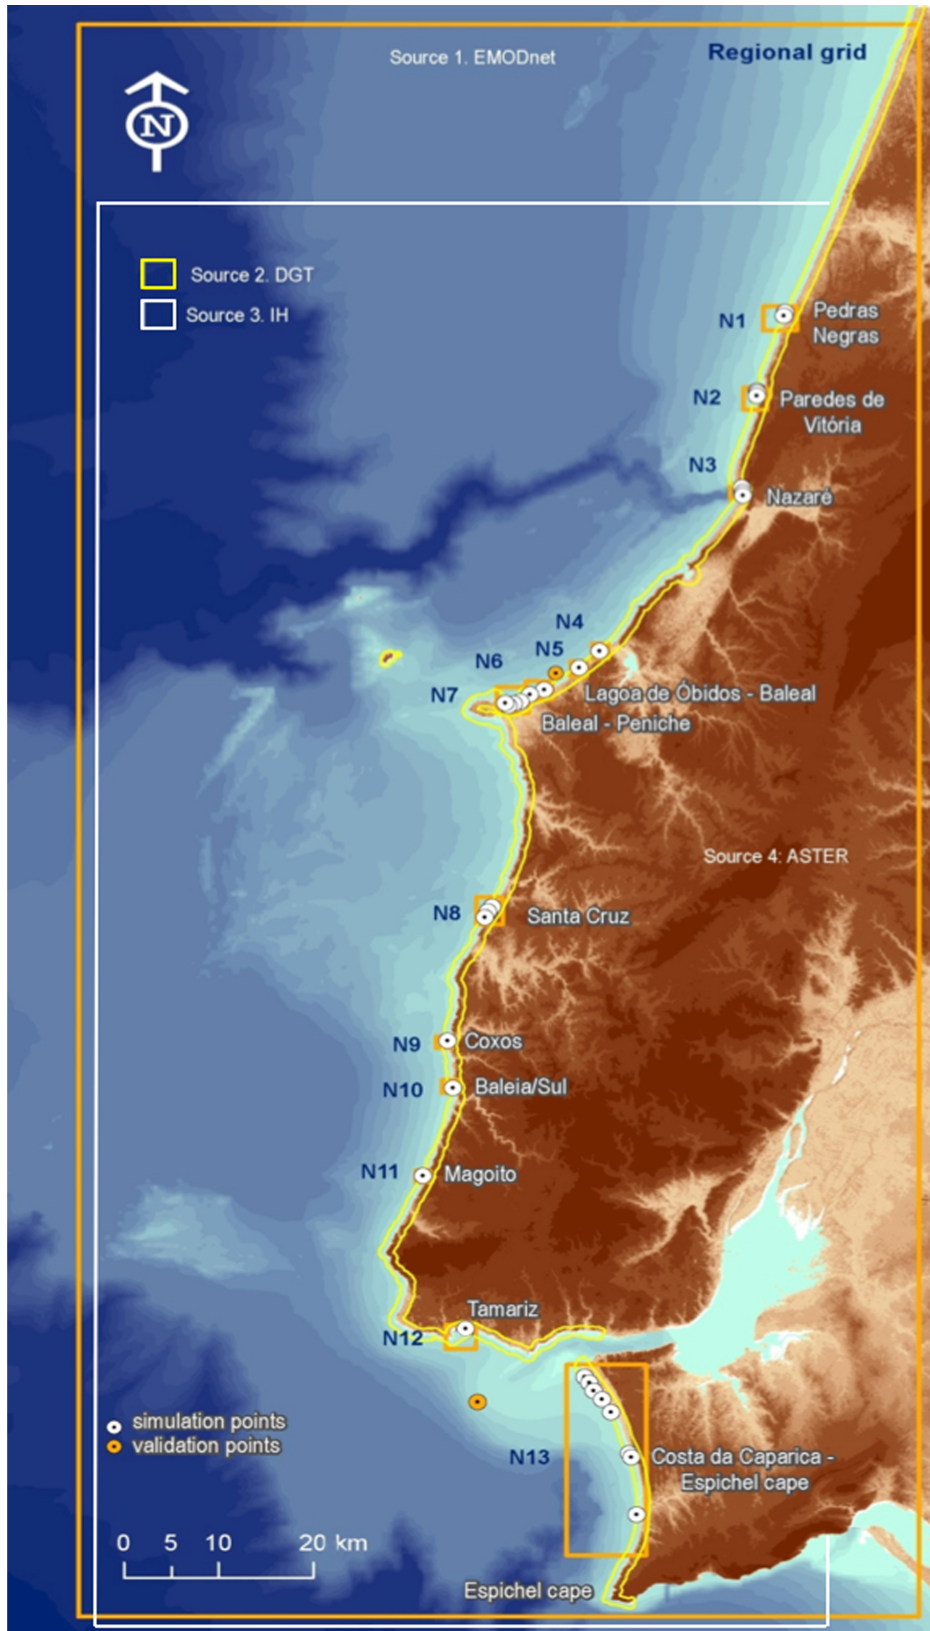 Source 1. EMODnet
Regional grid
N
Source 2. DGT
Source 3. IH
N1
Pedras
Negras
N2
Paredes de
Vitória
N3
Nazaré
N4
N5
N6
N7
Lagoa de Óbidos - Baleal
Baleal - Peniche
Source 4: ASTER
N8
Santa Cruz
N9
Coxos
N10
Baleia/Sul
N11
Magoito
Tamariz
N12
simulation points
validation points
N13
Costa da Caparica -
Espichel cape
0 5 10 20 km
Espichel cape